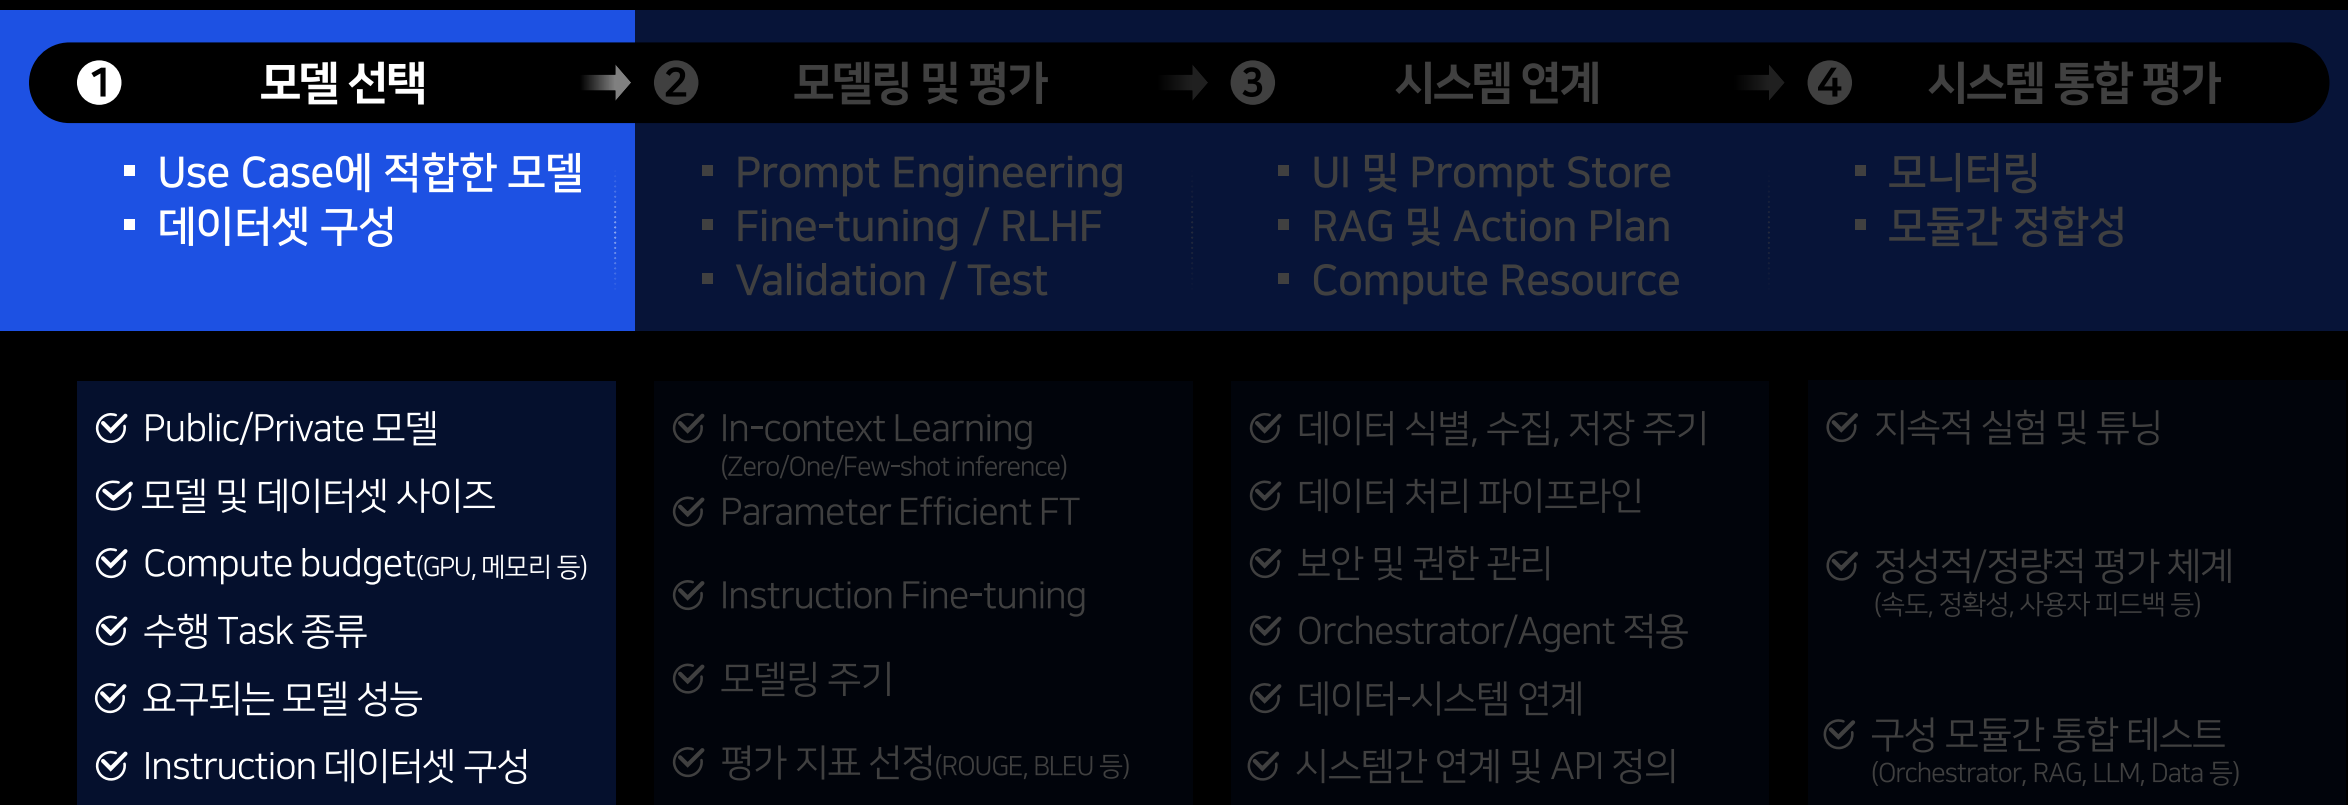 ❶ 모델 선택
▪ Use Case에 적합한 모델
▪ 데이터셋 구성
Public/Private 모델
모델 및 데이터셋 사이즈
Compute budget(GPU, 메모리 등)
수행 Task 종류
요구되는 모델 성능
Instruction 데이터셋 구성
❷ 모델링 및 평가
▪ Prompt Engineering
▪ Fine-tuning / RLHF
▪ Validation / Test
In-context Learning
(Zero/One/Few-shot inference)
Parameter Efficient FT
Instruction Fine-tuning
모델링 주기
평가 지표 선정(ROUGE, BLEU 등)
❸ 시스템 연계
▪ UI 및 Prompt Store
▪ RAG 및 Action Plan
▪ Compute Resource
데이터 식별, 수집, 저장 주기
데이터 처리 파이프라인
보안 및 권한 관리
Orchestrator/Agent 적용
데이터-시스템 연계
시스템간 연계 및 API 정의
❹ 시스템 통합 평가
▪ 모니터링
▪ 모듈간 정합성
지속적 실험 및 튜닝
정성적/정량적 평가 체계
(속도, 정확성, 사용자 피드백 등)
구성 모듈간 통합 테스트
(Orchestrator, RAG, LLM, Data 등)